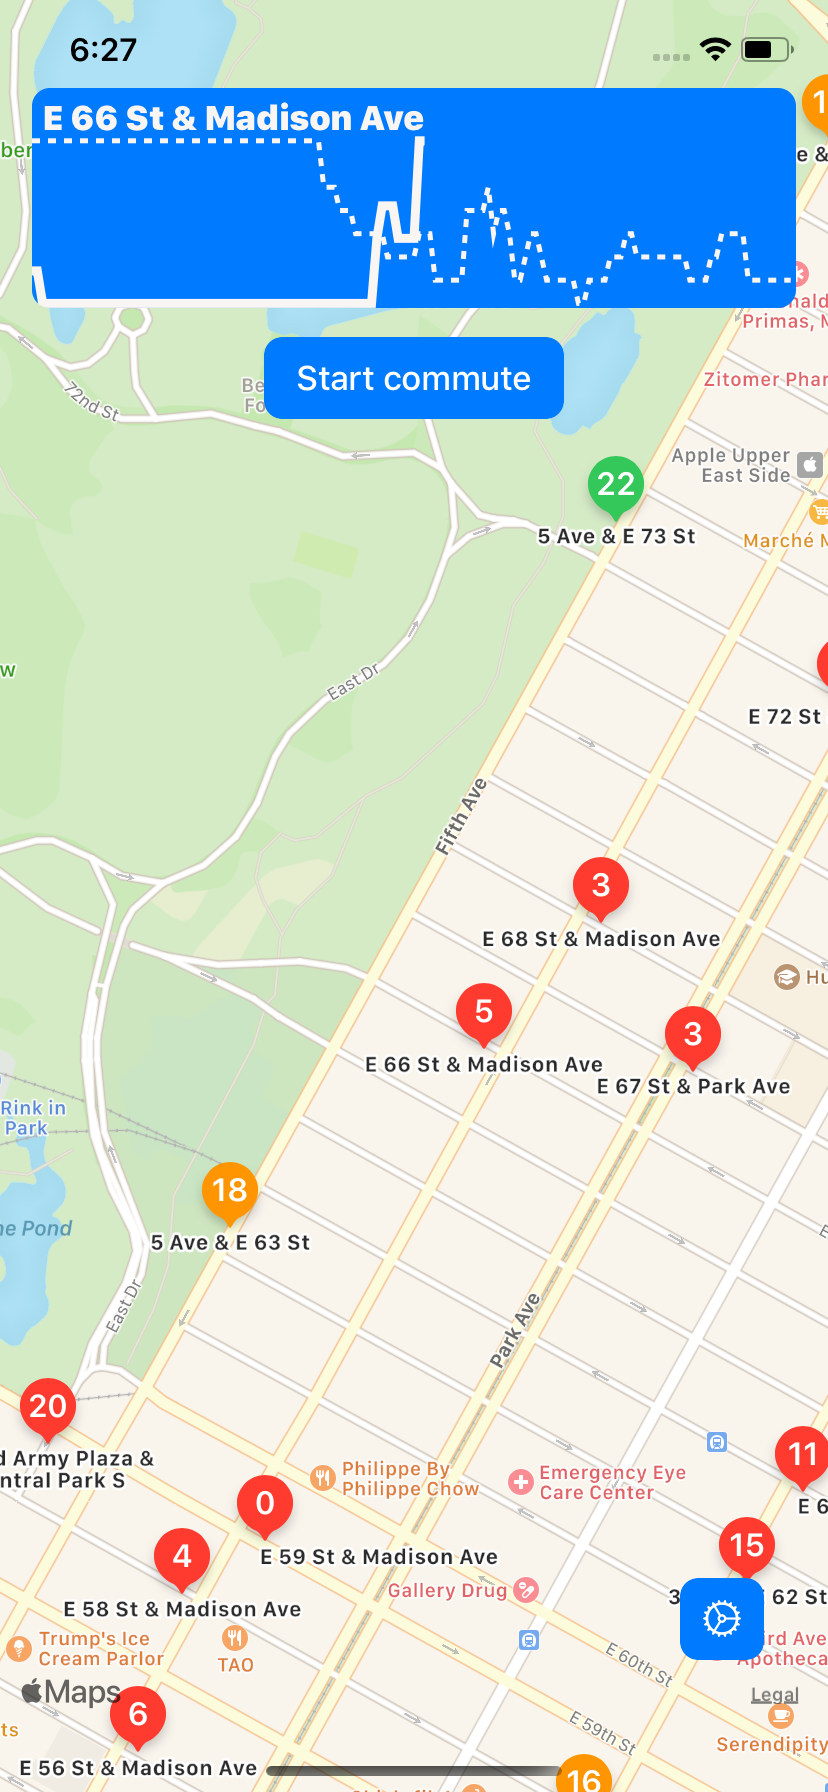 6:27
E 66 St & Madison Ave
Primas,
72nd St
Start commute
Zitomer
Apple Upper
East Side
22
5 Ave & E 73 St
Marché
East Dr
E 72 St
Fifth Ave
3
E 68 St & Madison Ave
5
E 66 St & Madison Ave
3
E 67 St & Park Ave
Rink in
Park
18
5 Ave & E 63 St
Pond
East Dr
Park Ave
20
Army Plaza &
Park S
Philippe By
Philippe Chow
Emergency Eye
Care Center
11
0
E 59 St & Madison Ave
4
E 58 St & Madison Ave
15
62 St
Gallery Drug
Trump's Ice
Cream Parlor
TAO
E 60th St
Maps
Legal
6
E 59th St
Serendipity
E 56 St & Madison Ave
16